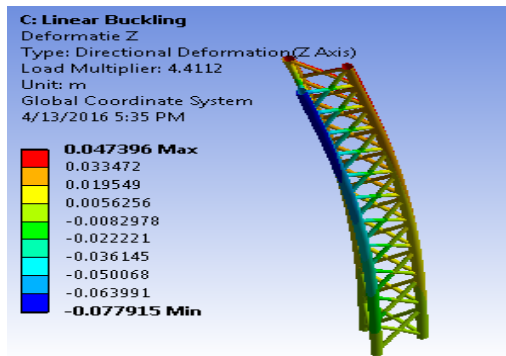 C: Linear Buckling
Deformatie Z
Type: Directional Deformation(Z Axis)
Load Multiplier: 4.4112
Unit: m
Global Coordinate System
4/13/2016 5:35 PM
0.047396 Max
0.033472
0.019549
0.0056256
-0.0082978
-0.022221
-0.036145
-0.050068
-0.063991
-0.077915 Min